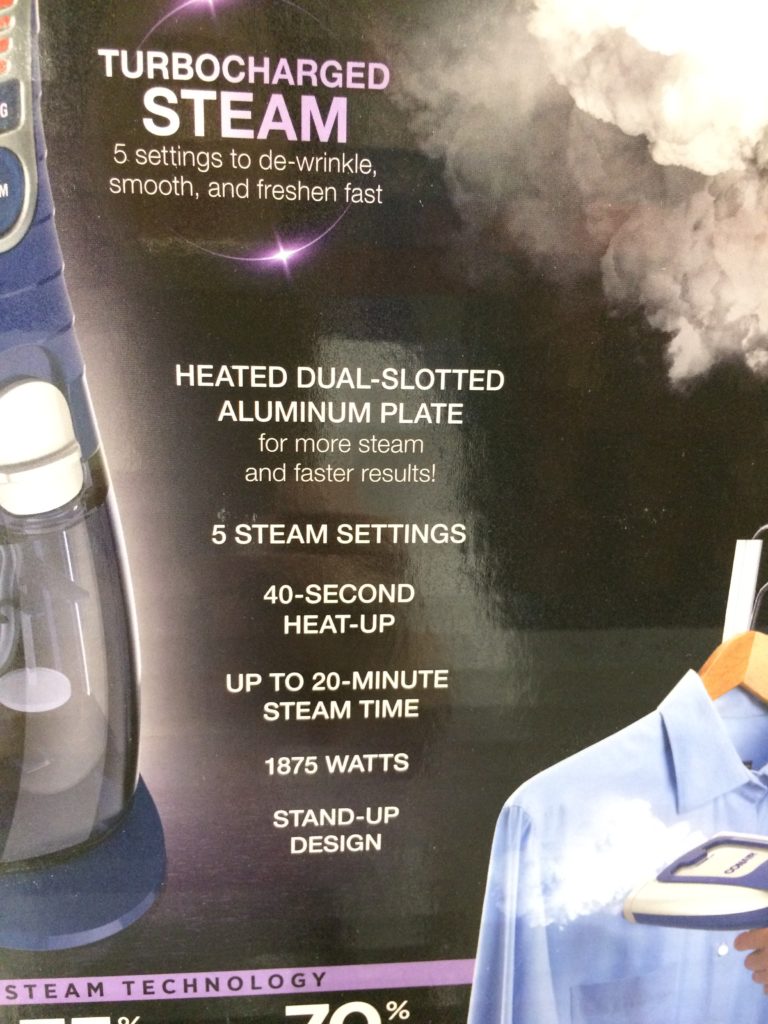 TURBOCHARGED
STEAM
5 settings to de-wrinkle,
smooth, and freshen fast
HEATED DUAL-SLOTTED
ALUMINUM PLATE
for more steam
and faster results!
5 STEAM SETTINGS
40-SECOND
HEAT-UP
UP TO 20-MINUTE
STEAM TIME
1875 WATTS
STAND-UP
DESIGN
CONAIR
STEAM TECHNOLOGY